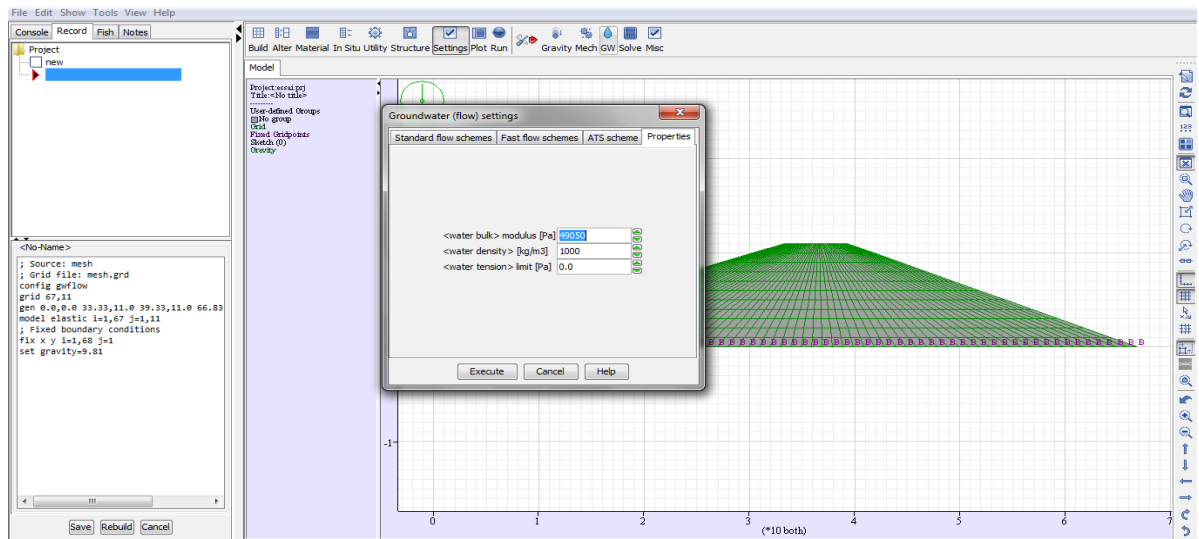 File Edit Show Tools View Help
Console Record Fish Notes
Project
new
<No-Name>
; Source: mesh
; Grid file: mesh.grd
config gwflow
grid 67,11
gen 0.0,0.0 33.33,11.0 39.33,11.0 66.83
model elastic i=1,67 j=1,11
; Fixed boundary conditions
fix x y i=1,68 j=1
set gravity=9.81
Save Rebuild Cancel
Build Alter Material In Situ Utility Structure Settings Plot Run Gravity Mech GW Solve Misc
Model
Project:essai.prj
Title:<No title>
User-defined Groups
No group
Grid
Fixed Gridpoints
Sketch (0)
Gravity
Groundwater (flow) settings
Standard flow schemes Fast flow schemes ATS scheme Properties
<water bulk> modulus [Pa] 49050
<water density> [kg/m3] 1000
<water tension> limit [Pa] 0.0
Execute Cancel Help
B B B B B B B B B B B B B B B B B B B B B B B B B B B B B B B B B B B B B B B B B
-1
0 1 2 3 4 5 6 7
(*10 both)
123